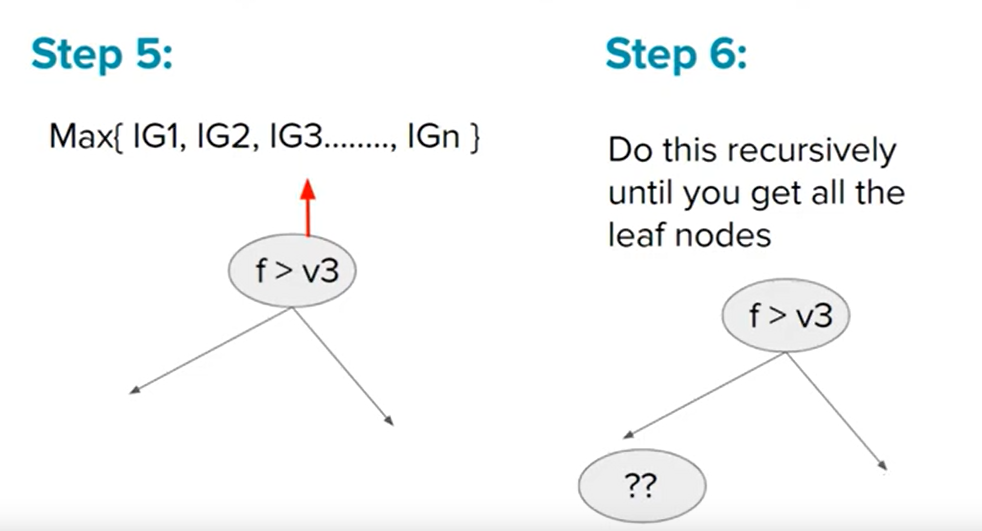 Step 5:
Max{ IG1, IG2, IG3........, IGn }
f > v3
Step 6:
Do this recursively
until you get all the
leaf nodes
f > v3
??